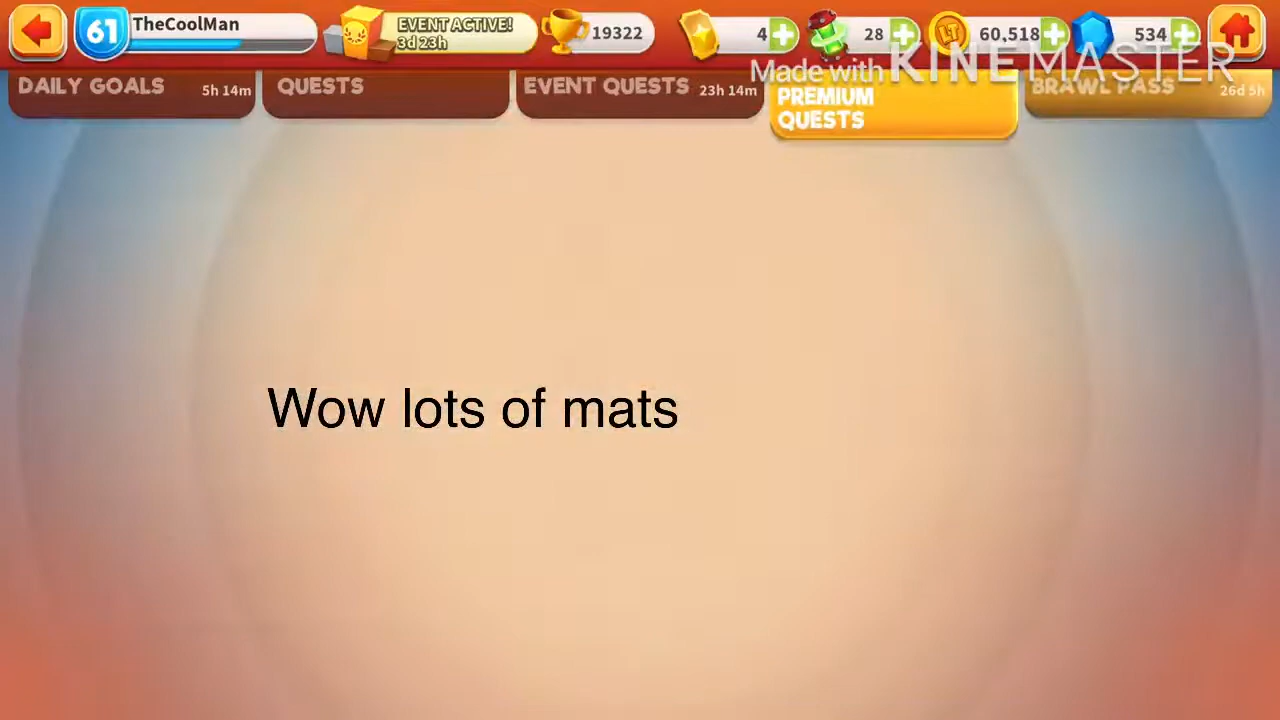 61 TheCoolMan
EVENT ACTIVE!
3d 23h
19322
4
28
LT
60,518
534
Made with KINEMASTER
DAILY GOALS 5h 14m
QUESTS
EVENT QUESTS 23h 14m
PREMIUM
QUESTS
BRAWL PASS 26d 5h
Wow lots of mats